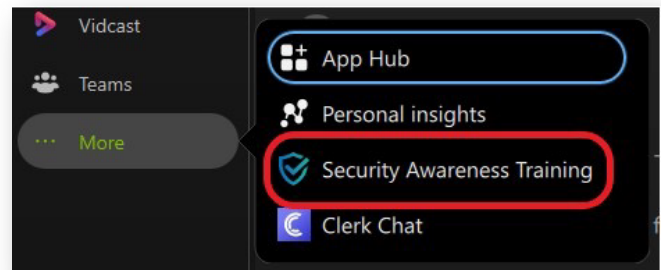 Vidcast
Teams
More
App Hub
Personal insights
Security Awareness Training
Clerk Chat